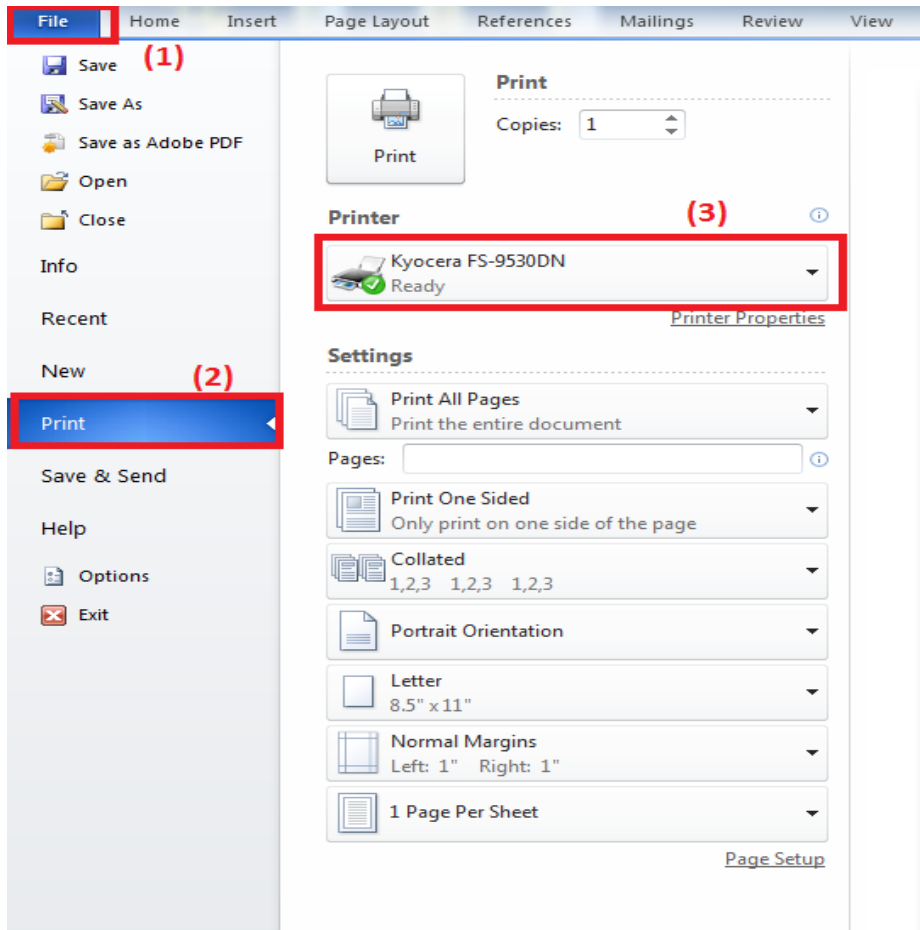 File Home Insert Page Layout References Mailings Review View
(1)
Save
Save As
Save as Adobe PDF
Open
Close
Info
Recent
New
(2)
Print
Save & Send
Help
Options
Exit
Print
Print
Copies: 1
Printer
(3)
Kyocera FS-9530DN
Ready
Printer Properties
Settings
Print All Pages
Print the entire document
Pages:
Print One Sided
Only print on one side of the page
Collated
1,2,3 1,2,3 1,2,3
Portrait Orientation
Letter
8.5" x 11"
Normal Margins
Left: 1" Right: 1"
1 Page Per Sheet
Page Setup